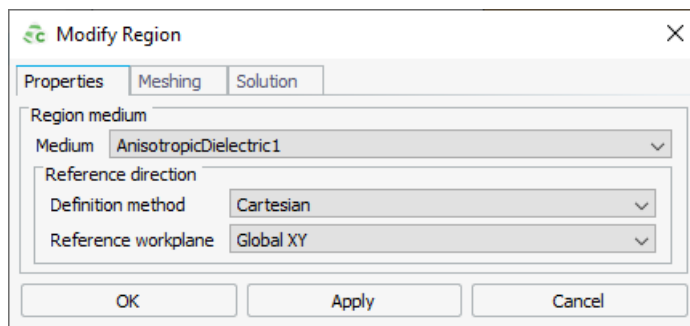 Modify Region
Properties Meshing Solution
Region medium
Medium AnisotropicDielectric1
Reference direction
Definition method Cartesian
Reference workplane Global XY
OK Apply Cancel